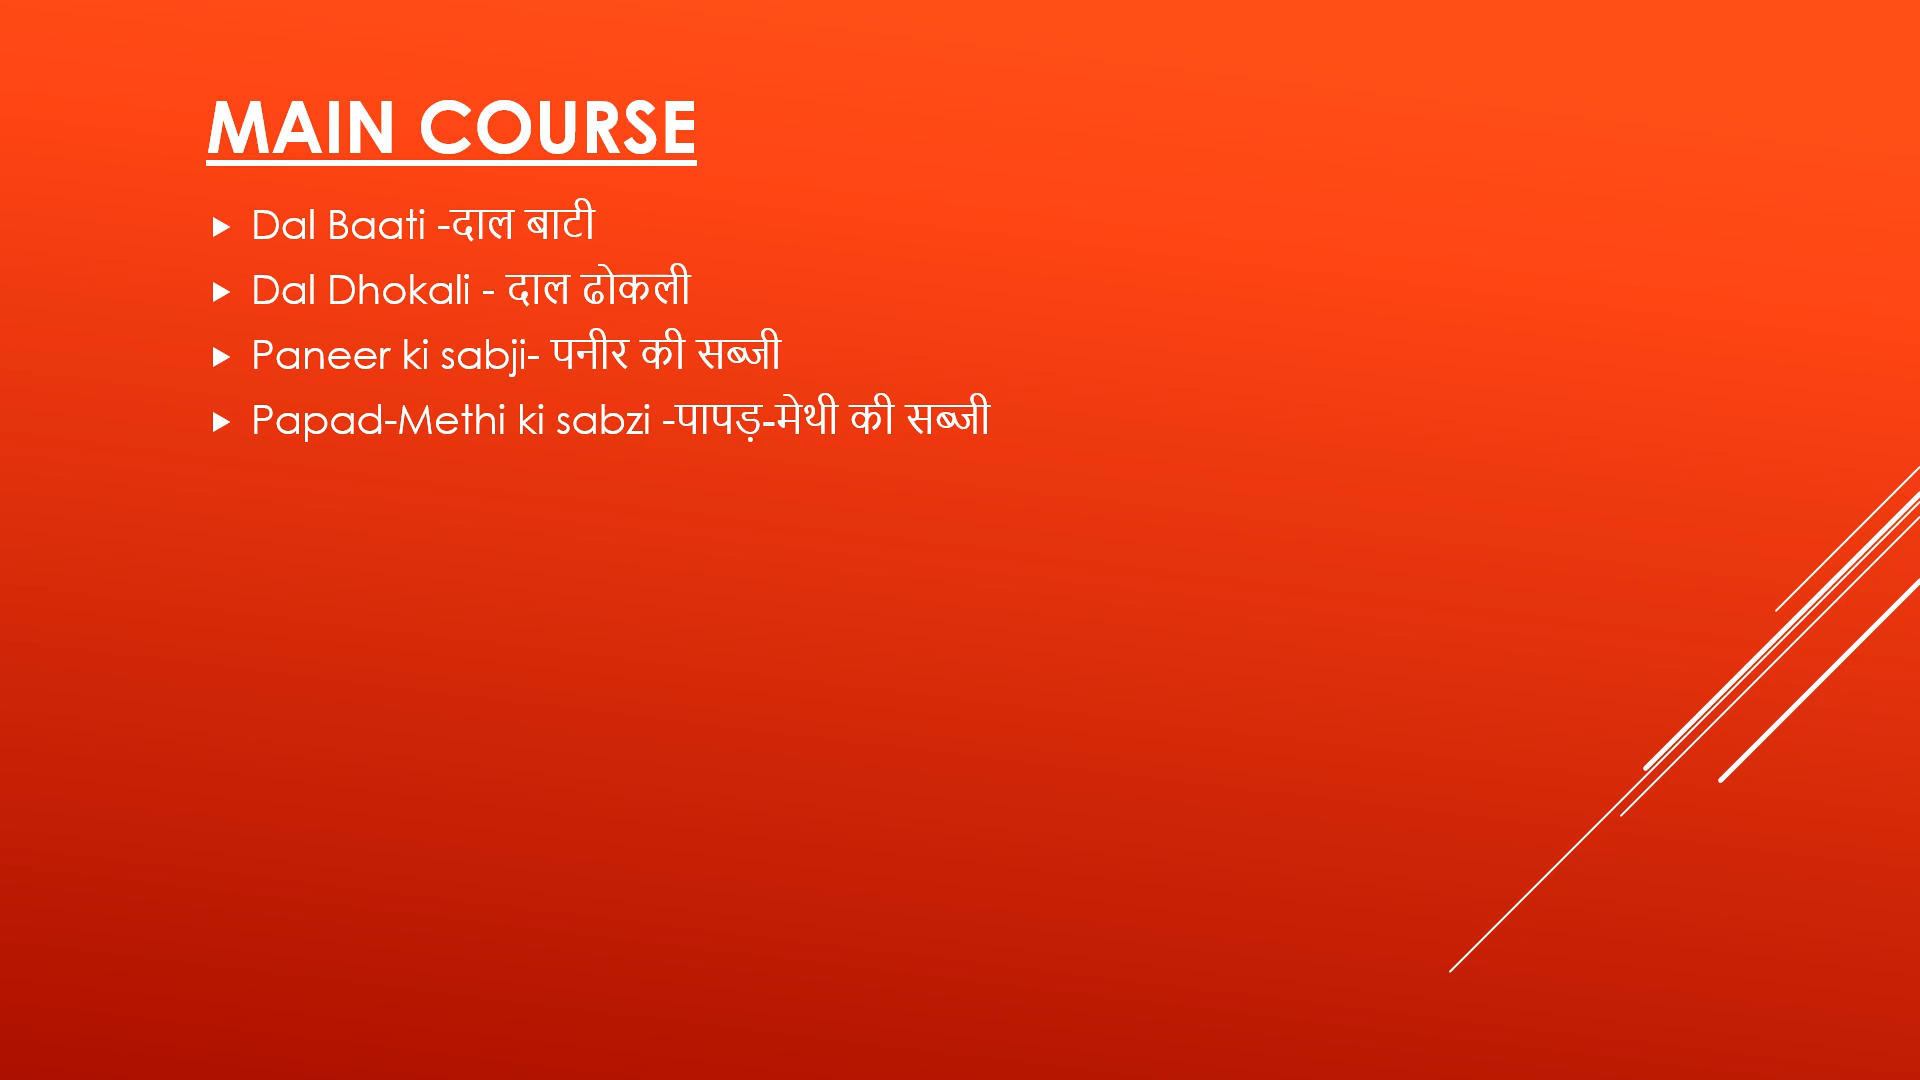 MAIN COURSE
Dal Baati -दाल बाटी
Dal Dhokali - दाल ढोकली
Paneer ki sabji- पनीर की सब्जी
Papad-Methi ki sabzi -पापड़-मेथी की सब्जी